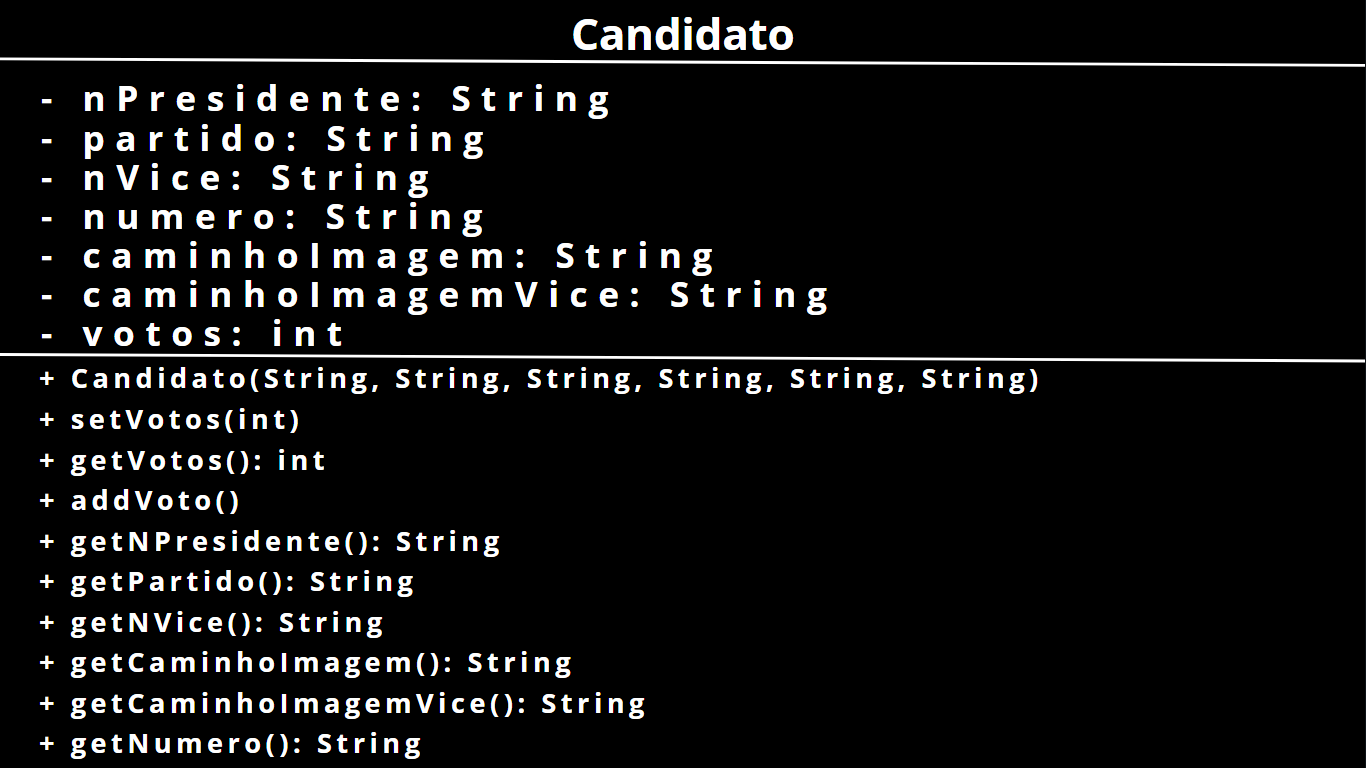 Candidato
- nPresidente: String
- partido: String
- nVice: String
- numero: String
- caminhoImagem: String
- caminhoImagemVice: String
- votos: int
+ Candidato(String, String, String, String, String, String)
+ setVotos(int)
+ getVotos(): int
+ addVoto()
+ getNPresidente(): String
+ getPartido(): String
+ getNVice(): String
+ getCaminhoImagem(): String
+ getCaminhoImagemVice(): String
+ getNumero(): String